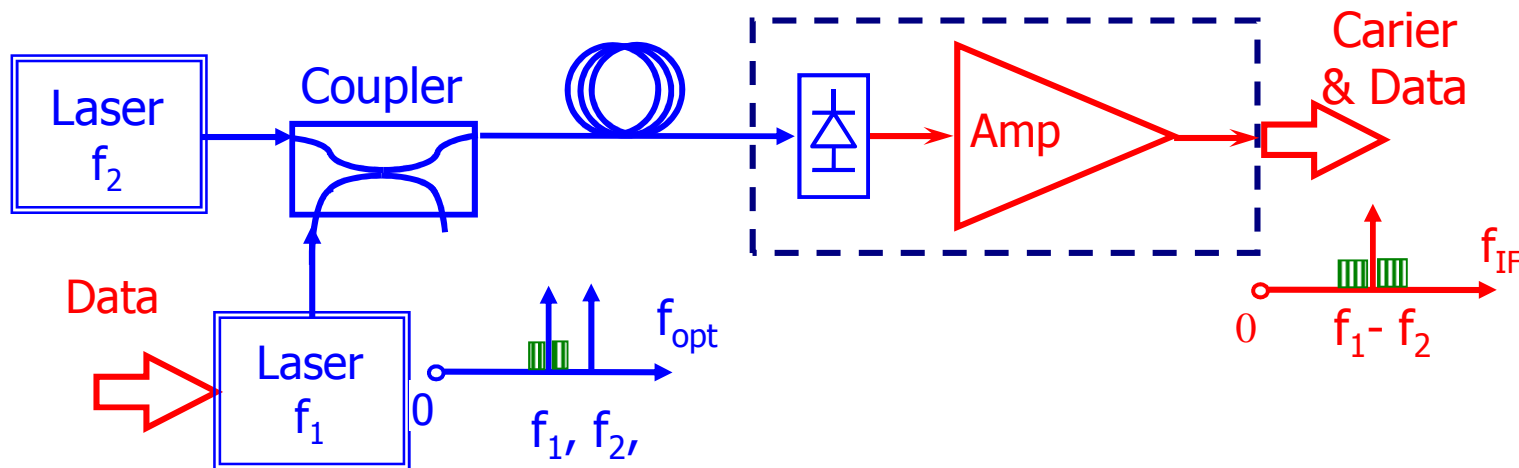 Laser
f₂
Coupler
Amp
Carier
& Data
Data
Laser
f₁
0
f_opt
f₁, f₂,
f_IF
0
f₁- f₂